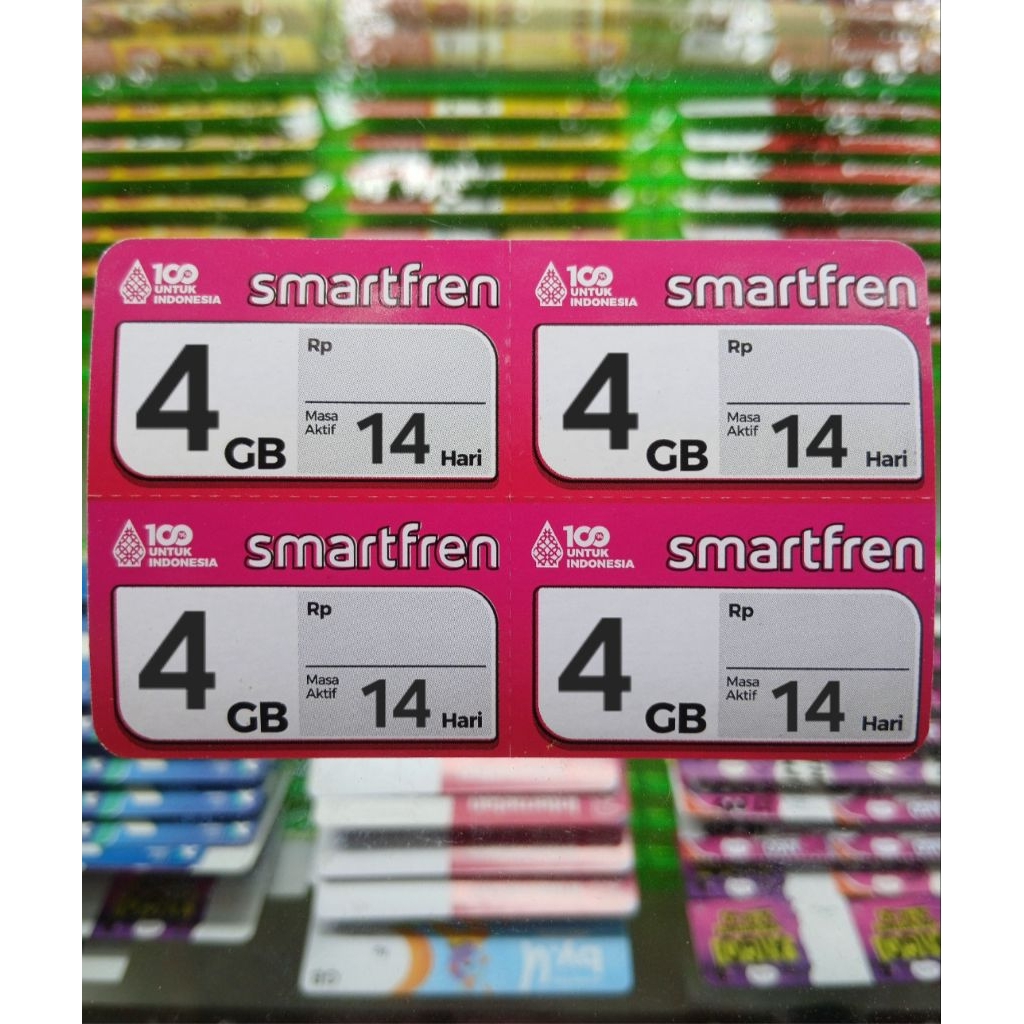 100
UNTUK
INDONESIA
smartfren
4
GB
Rp
Masa
Aktif
14
Hari
100
UNTUK
INDONESIA
smartfren
4
GB
Rp
Masa
Aktif
14
Hari
100
UNTUK
INDONESIA
smartfren
4
GB
Rp
Masa
Aktif
14
Hari
100
UNTUK
INDONESIA
smartfren
4
GB
Rp
Masa
Aktif
14
Hari
by.U
GB